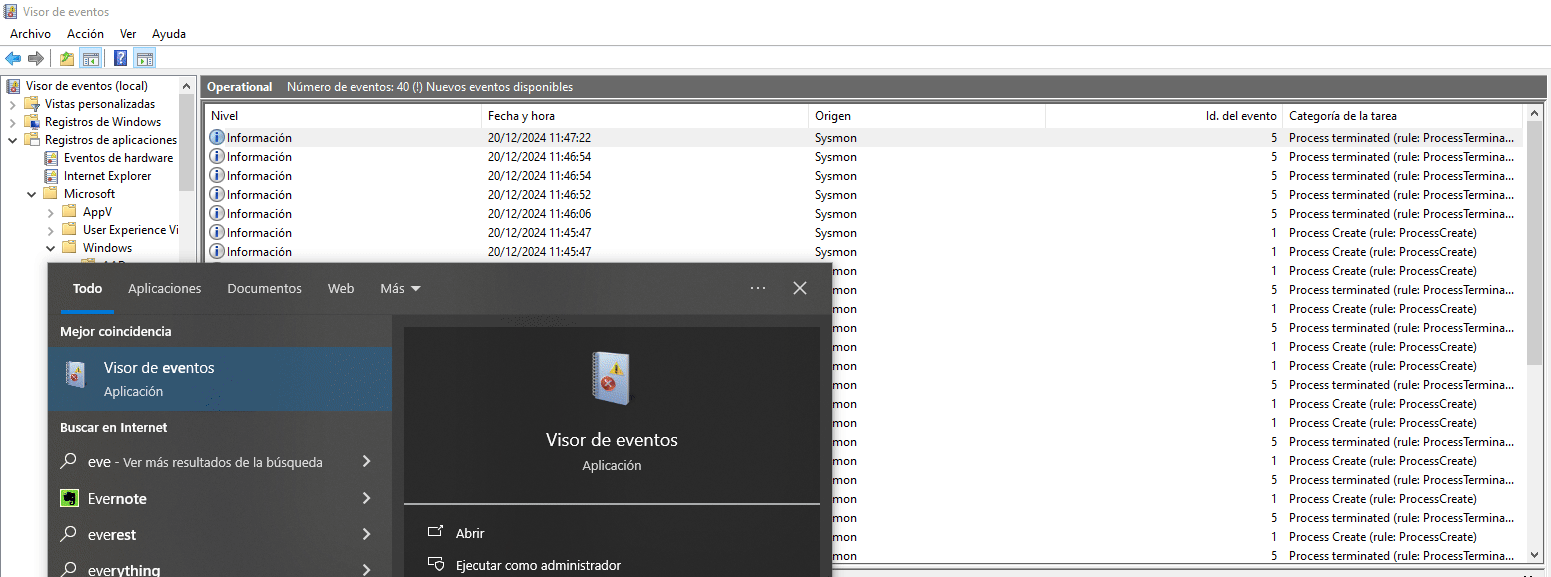 Visor de eventos
Archivo Acción Ver Ayuda
Visor de eventos (local)
Vistas personalizadas
Registros de Windows
Registros de aplicaciones
Eventos de hardware
Internet Explorer
Microsoft
AppV
User Experience Vi
Windows
Operational Número de eventos: 40 (!) Nuevos eventos disponibles
Nivel Fecha y hora Origen Id. del evento Categoría de la tarea
Información 20/12/2024 11:47:22 Sysmon 5 Process terminated (rule: ProcessTermina...
Información 20/12/2024 11:46:54 Sysmon 5 Process terminated (rule: ProcessTermina...
Información 20/12/2024 11:46:54 Sysmon 5 Process terminated (rule: ProcessTermina...
Información 20/12/2024 11:46:52 Sysmon 5 Process terminated (rule: ProcessTermina...
Información 20/12/2024 11:46:06 Sysmon 5 Process terminated (rule: ProcessTermina...
Información 20/12/2024 11:45:47 Sysmon 1 Process Create (rule: ProcessCreate)
Información 20/12/2024 11:45:47 Sysmon 1 Process Create (rule: ProcessCreate)
mon 1 Process Create (rule: ProcessCreate)
mon 5 Process terminated (rule: ProcessTermina...
mon 1 Process Create (rule: ProcessCreate)
mon 5 Process terminated (rule: ProcessTermina...
mon 1 Process Create (rule: ProcessCreate)
mon 1 Process Create (rule: ProcessCreate)
mon 5 Process terminated (rule: ProcessTermina...
mon 1 Process Create (rule: ProcessCreate)
mon 1 Process Create (rule: ProcessCreate)
mon 5 Process terminated (rule: ProcessTermina...
mon 1 Process Create (rule: ProcessCreate)
mon 5 Process terminated (rule: ProcessTermina...
mon 1 Process Create (rule: ProcessCreate)
mon 5 Process terminated (rule: ProcessTermina...
mon 1 Process Create (rule: ProcessCreate)
mon 5 Process terminated (rule: ProcessTermina...
Todo Aplicaciones Documentos Web Más ...
Mejor coincidencia
Visor de eventos
Aplicación
Buscar en Internet
eve - Ver más resultados de la búsqueda
Evernote
everest
everything
Visor de eventos
Aplicación
Abrir
Ejecutar como administrador